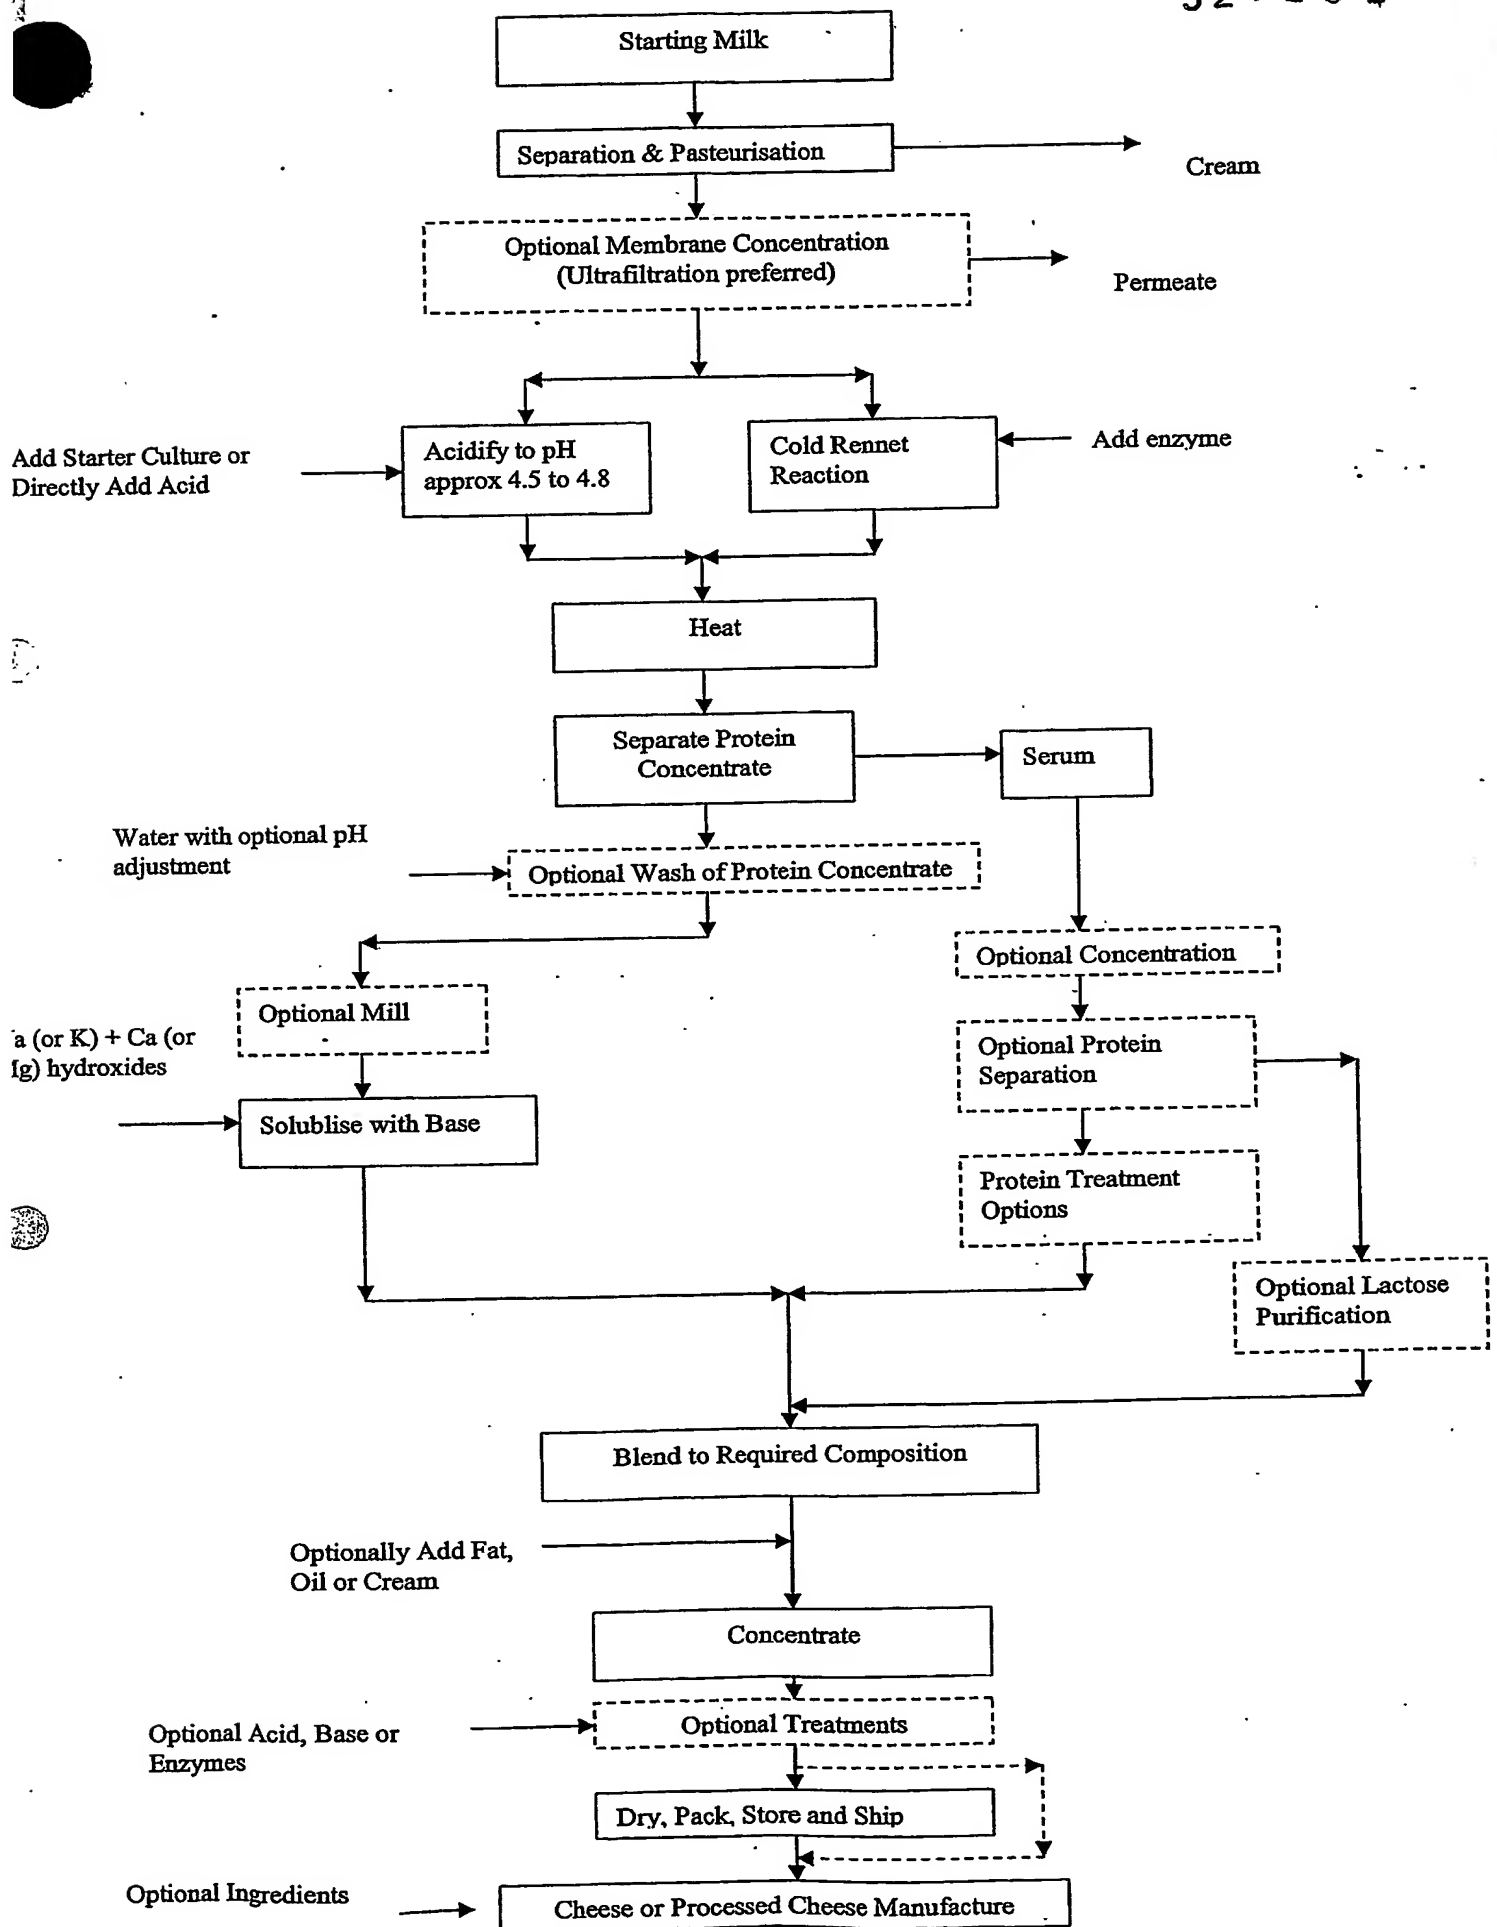 Starting Milk
Separation & Pasteurisation
Cream
Optional Membrane Concentration
(Ultrafiltration preferred)
Permeate
Add Starter Culture or
Directly Add Acid
Acidify to pH
approx 4.5 to 4.8
Cold Rennet
Reaction
Add enzyme
Heat
Separate Protein
Concentrate
Serum
Water with optional pH
adjustment
Optional Wash of Protein Concentrate
Optional Concentration
Optional Mill
a (or K) + Ca (or
g) hydroxides
Optional Protein
Separation
Solublise with Base
Protein Treatment
Options
Optional Lactose
Purification
Blend to Required Composition
Optionally Add Fat,
Oil or Cream
Concentrate
Optional Treatments
Optional Acid, Base or
Enzymes
Dry, Pack, Store and Ship
Optional Ingredients
Cheese or Processed Cheese Manufacture